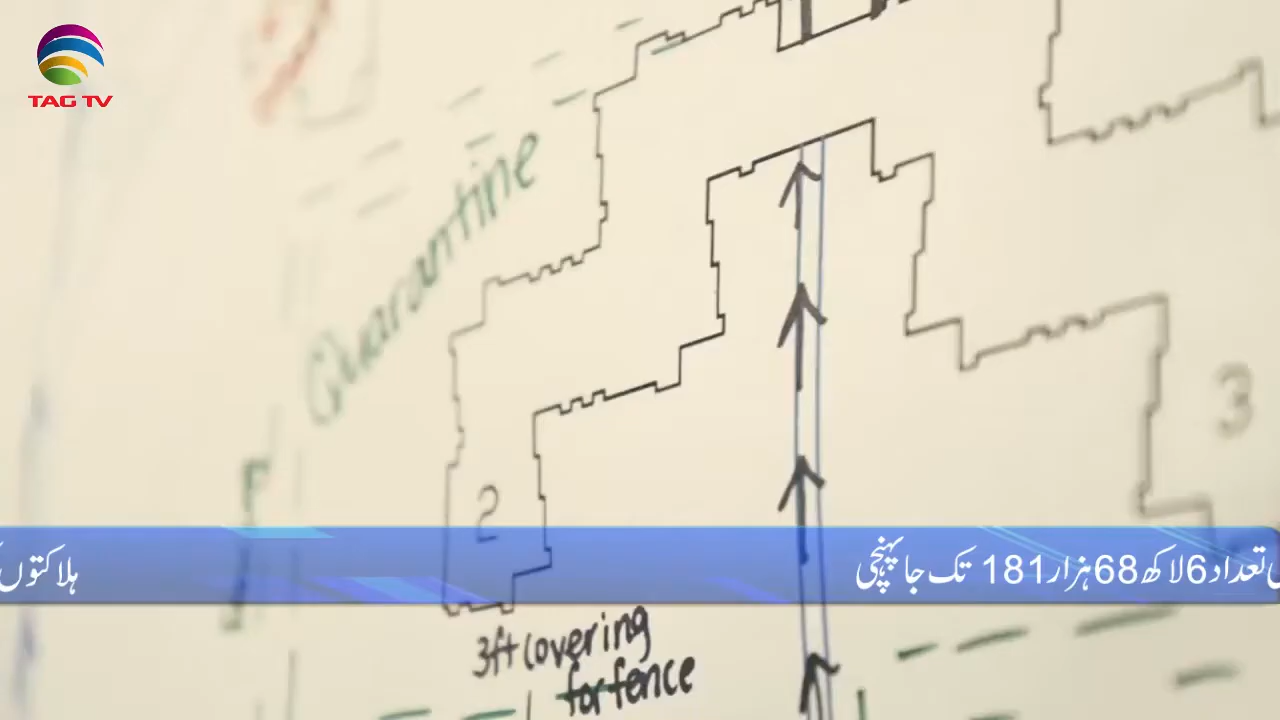 TAG TV
Quarantine
3
2
تعداد 6 لاکھ 68 ہزار 181 تک جا پہنچی
ہلاکتوں
3ft covering
for fence